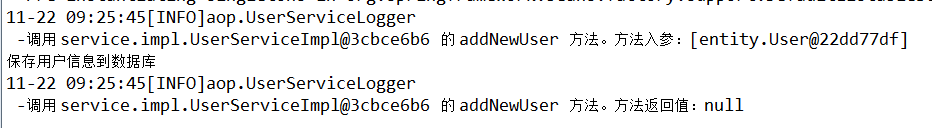 11-22 09:25:45[INFO]aop.UserServiceLogger
-调用 service.impl.UserServiceImpl@3cbce6b6 的 addNewUser 方法。方法入参：[entity.User@22dd77df]
保存用户信息到数据库
11-22 09:25:45[INFO]aop.UserServiceLogger
-调用 service.impl.UserServiceImpl@3cbce6b6 的 addNewUser 方法。方法返回值：null